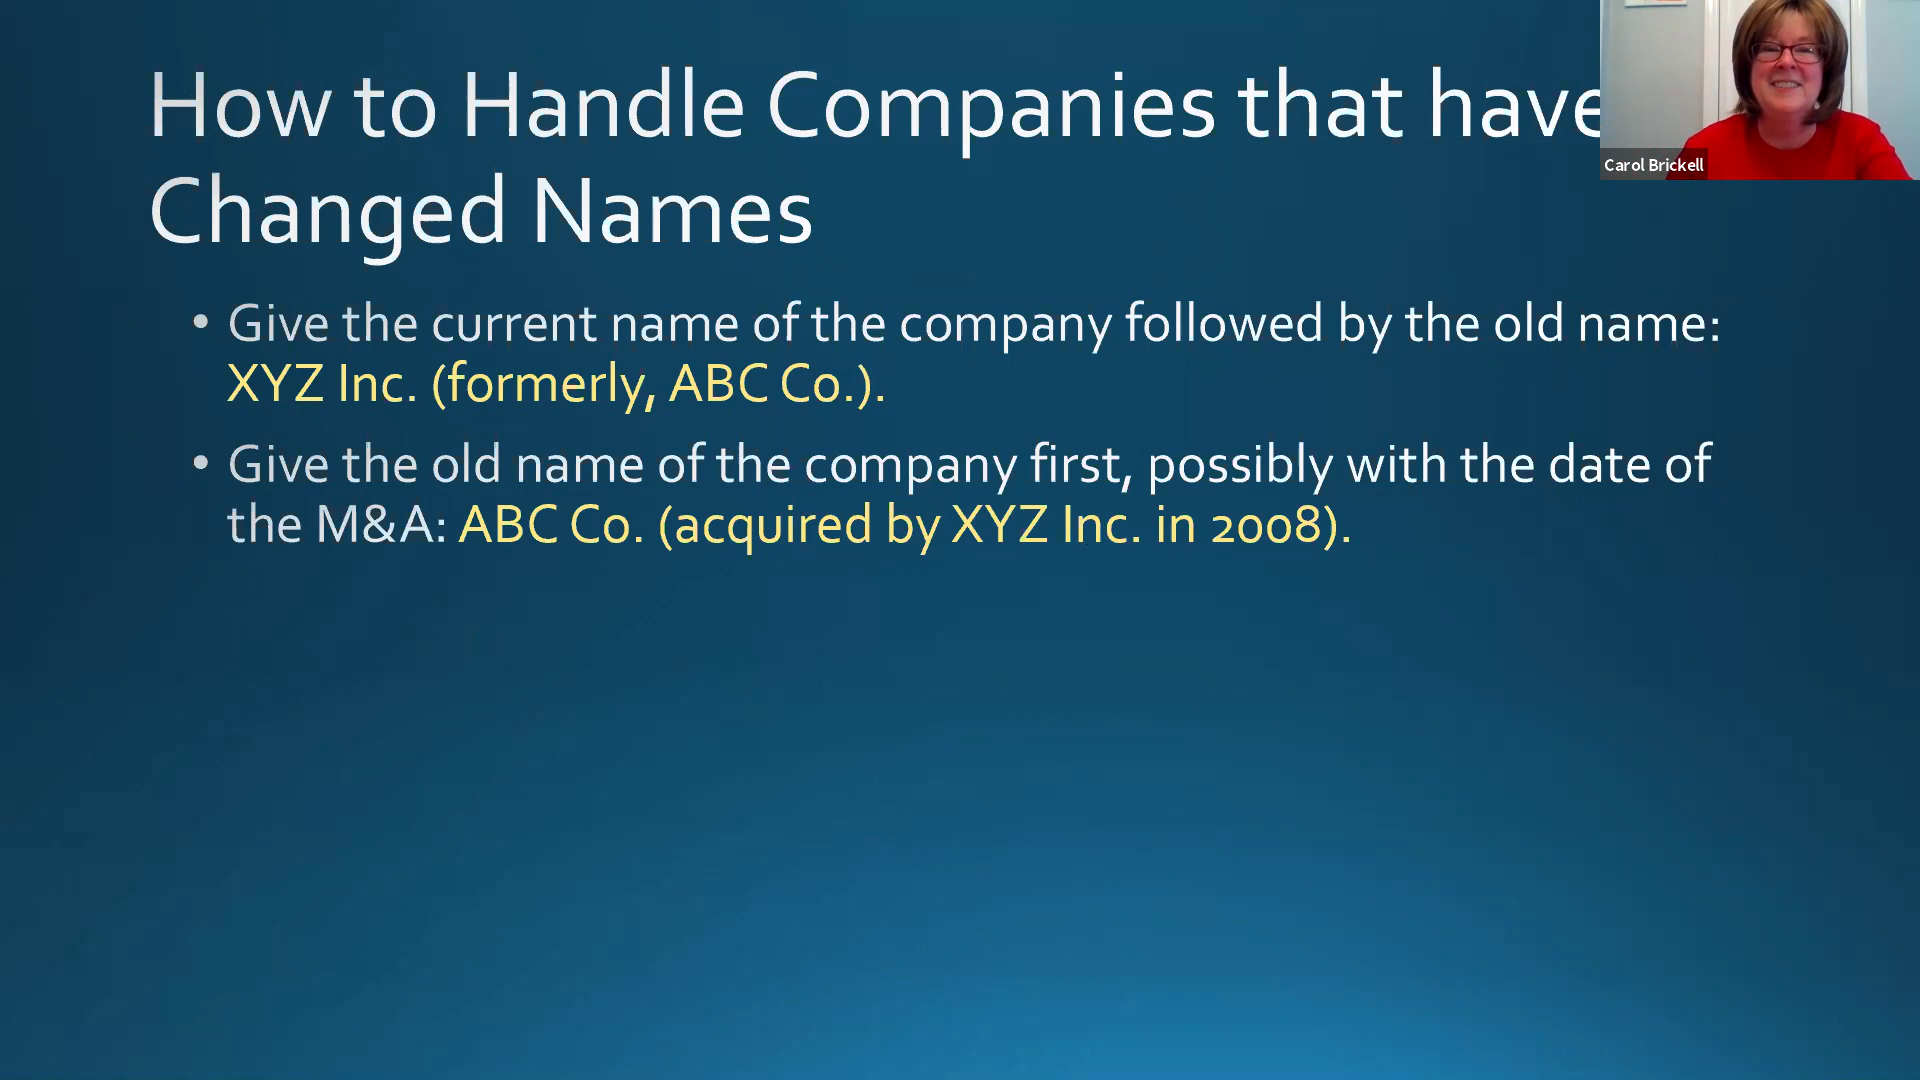 How to Handle Companies that have
Changed Names
Carol Brickell
• Give the current name of the company followed by the old name:
XYZ Inc. (formerly, ABC Co.).
• Give the old name of the company first, possibly with the date of
the M&A: ABC Co. (acquired by XYZ Inc. in 2008).